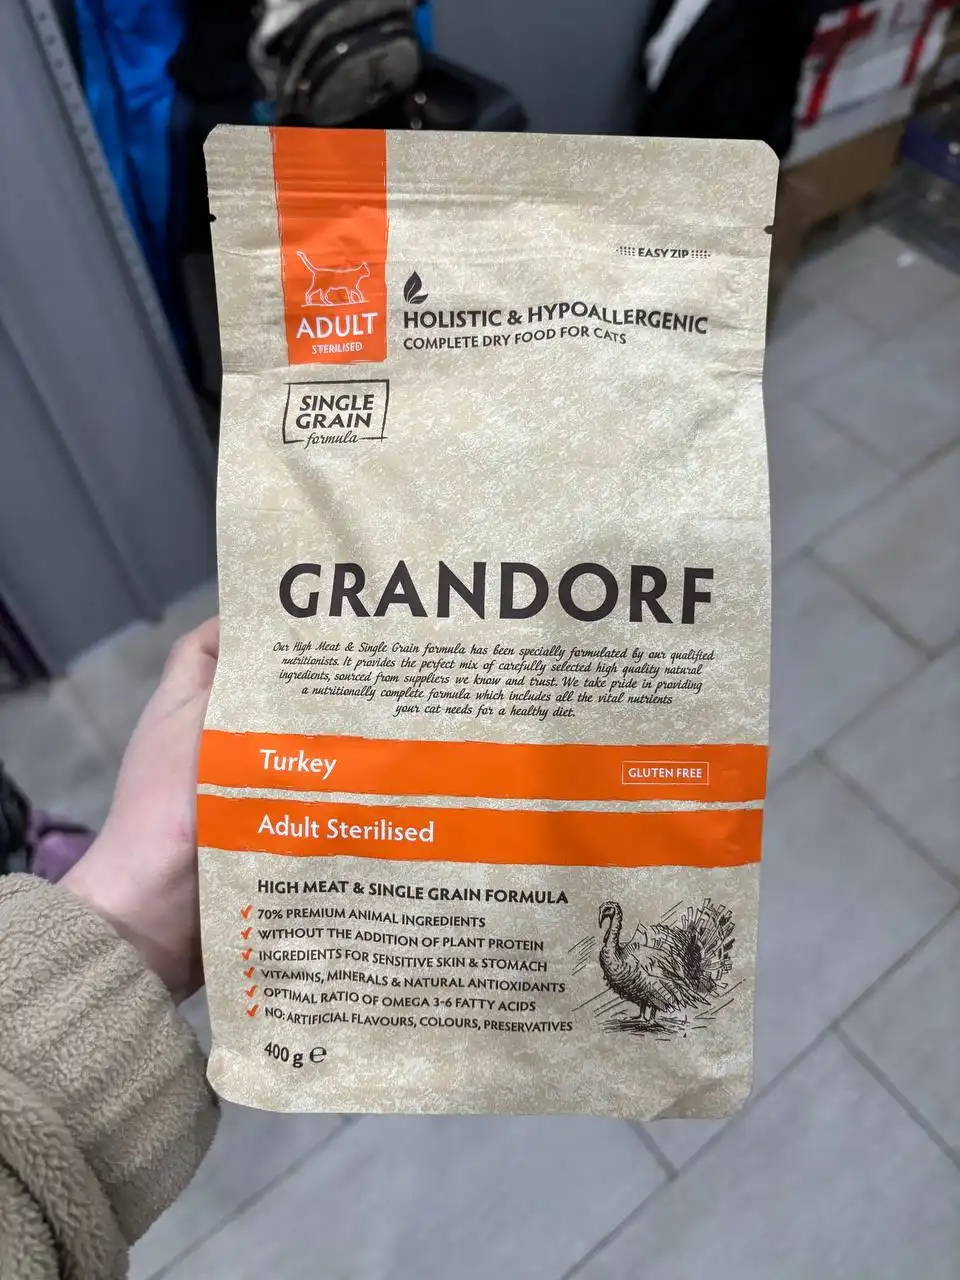 EASY ZIP
ADULT
STERILISED
HOLISTIC & HYPOALLERGENIC
COMPLETE DRY FOOD FOR CATS
SINGLE
GRAIN
formula
GRANDORF
Our High Meat & Single Grain formula has been specially formulated by our qualified
nutritionists. It provides the perfect mix of carefully selected high quality natural
ingredients, sourced from suppliers we know and trust. We take pride in providing
a nutritionally complete formula which includes all the vital nutrients
your cat needs for a healthy diet.
Turkey
GLUTEN FREE
Adult Sterilised
HIGH MEAT & SINGLE GRAIN FORMULA
70% PREMIUM ANIMAL INGREDIENTS
WITHOUT THE ADDITION OF PLANT PROTEIN
INGREDIENTS FOR SENSITIVE SKIN & STOMACH
VITAMINS, MINERALS & NATURAL ANTIOXIDANTS
OPTIMAL RATIO OF OMEGA 3-6 FATTY ACIDS
NO: ARTIFICIAL FLAVOURS, COLOURS, PRESERVATIVES
400 g ℮